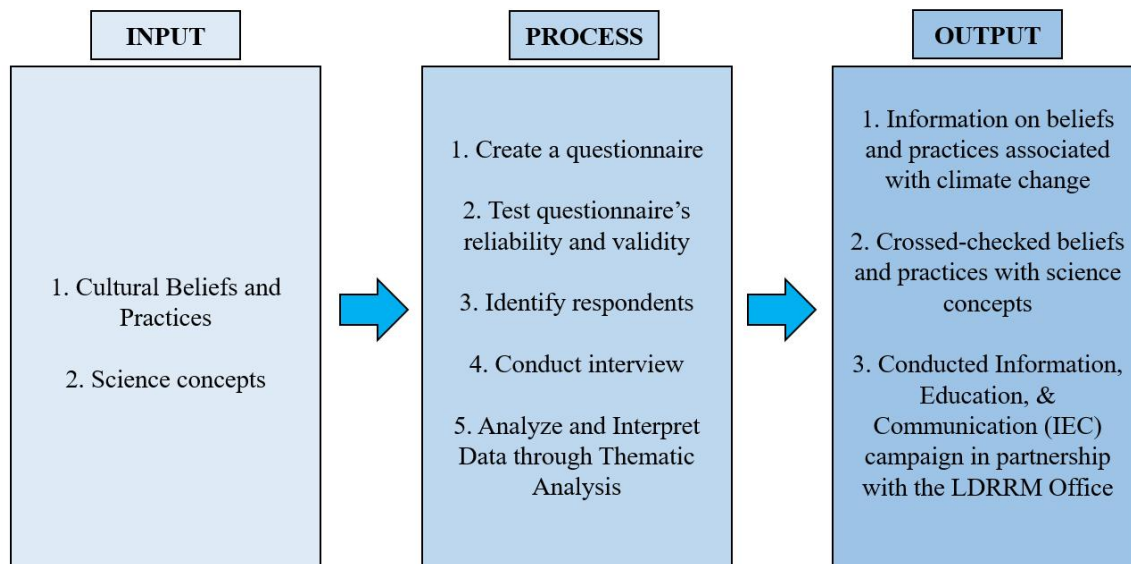 INPUT
1. Cultural Beliefs and
Practices
2. Science concepts
PROCESS
1. Create a questionnaire
2. Test questionnaire’s
reliability and validity
3. Identify respondents
4. Conduct interview
5. Analyze and Interpret
Data through Thematic
Analysis
OUTPUT
1. Information on beliefs
and practices associated
with climate change
2. Crossed-checked beliefs
and practices with science
concepts
3. Conducted Information,
Education, &
Communication (IEC)
campaign in partnership
with the LDRRM Office